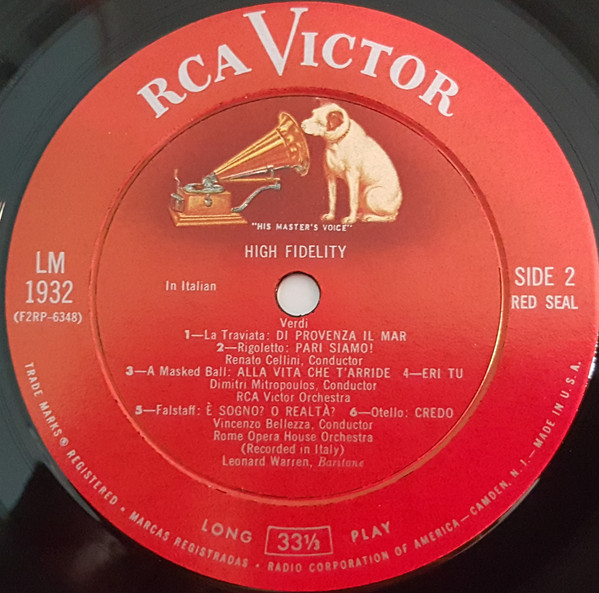 RCA VICTOR
"HIS MASTER'S VOICE"
HIGH FIDELITY
LM
1932
(F2RP-6348)
In Italian
SIDE 2
RED SEAL
Verdi
1—La Traviata: DI PROVENZA IL MAR
2—Rigoletto: PARI SIAMO!
Renato Cellini, Conductor
3—A Masked Ball: ALLA VITA CHE T'ARRIDE 4—ERI TU
Dimitri Mitropoulos, Conductor
RCA Victor Orchestra
5—Falstaff: È SOGNO? O REALTÀ? 6—Otello: CREDO
Vincenzo Bellezza, Conductor
Rome Opera House Orchestra
(Recorded in Italy)
Leonard Warren, Baritone
LONG 33⅓ PLAY
TRADE MARKS® REGISTERED • MARCAS REGISTRADAS • RADIO CORPORATION OF AMERICA—CAMDEN, N. J.—MADE IN U.S.A.